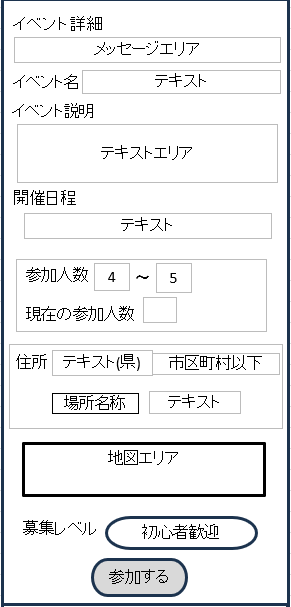 イベント詳細
メッセージエリア
イベント名 テキスト
イベント説明
テキストエリア
開催日程
テキスト
参加人数 4 ～ 5
現在の参加人数
住所 テキスト(県) 市区町村以下
場所名称 テキスト
地図エリア
募集レベル 初心者歓迎
参加する